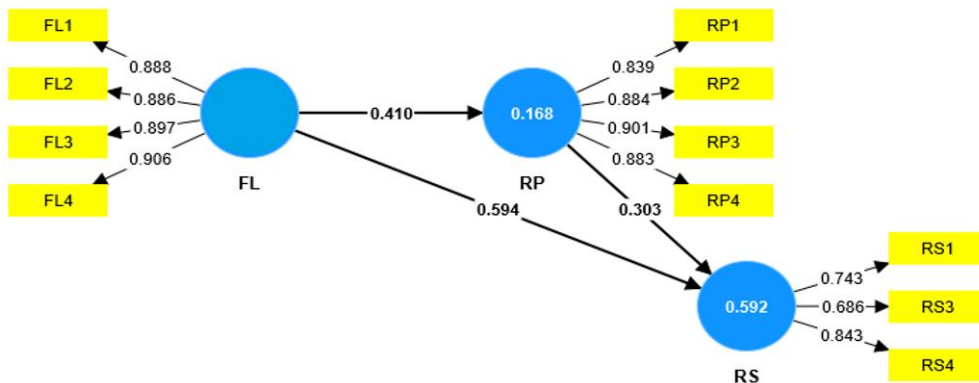 FL1
FL2
FL3
FL4
0.888
0.886
0.897
0.906
FL
0.410
0.594
0.168
RP
0.839
0.884
0.901
0.883
RP1
RP2
RP3
RP4
0.303
0.592
RS
0.743
0.686
0.843
RS1
RS3
RS4